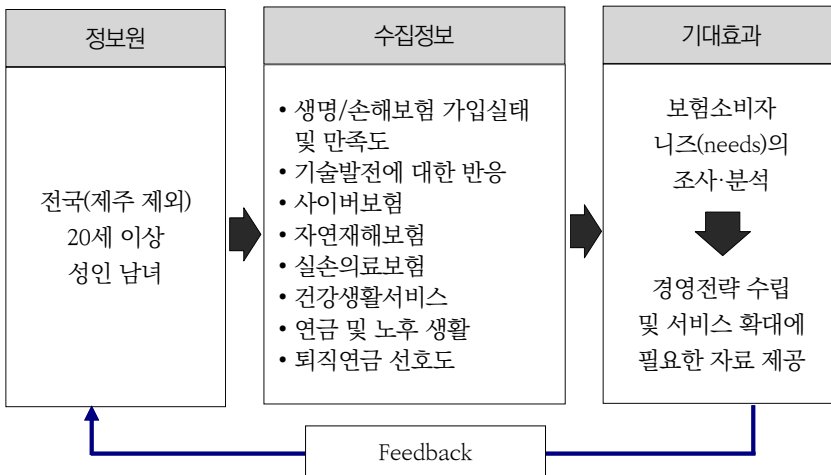 정보원
전국(제주 제외)
20세 이상
성인 남녀
수집정보
• 생명/손해보험 가입실태
및 만족도
• 기술발전에 대한 반응
• 사이버보험
• 자연재해보험
• 실손의료보험
• 건강생활서비스
• 연금 및 노후 생활
• 퇴직연금 선호도
기대효과
보험소비자
니즈(needs)의
조사·분석
경영전략 수립
및 서비스 확대에
필요한 자료 제공
Feedback